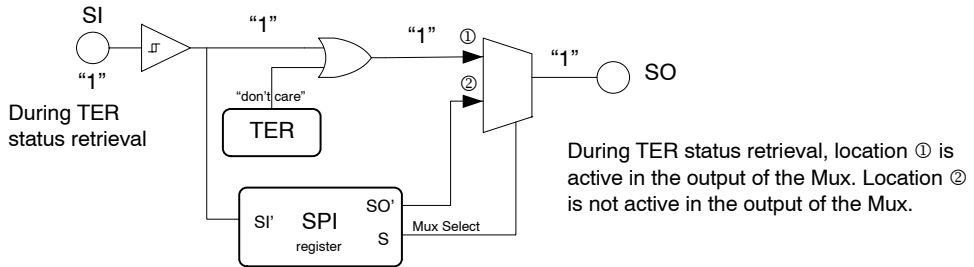 SI
“1”
“1”
“1”
①
“1”
SO
②
“1”
During TER
status retrieval
“don't care”
TER
During TER status retrieval, location ① is
active in the output of the Mux. Location ②
is not active in the output of the Mux.
SI’
SPI
register
SO’
S
Mux Select